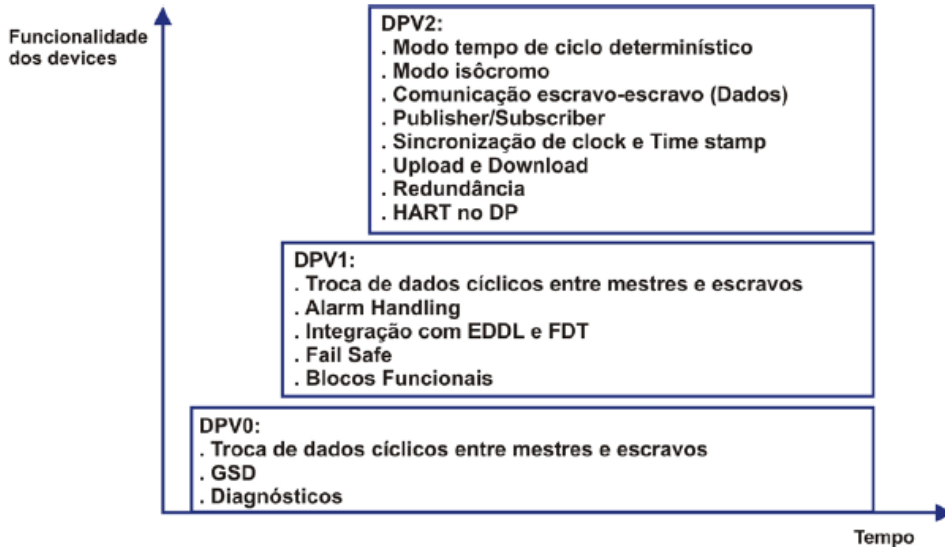 Funcionalidade
dos devices
DPV2:
. Modo tempo de ciclo determinístico
. Modo isôcromo
. Comunicação escravo-escravo (Dados)
. Publisher/Subscriber
. Sincronização de clock e Time stamp
. Upload e Download
. Redundância
. HART no DP
DPV1:
. Troca de dados cíclicos entre mestres e escravos
. Alarm Handling
. Integração com EDDL e FDT
. Fail Safe
. Blocos Funcionais
DPV0:
. Troca de dados cíclicos entre mestres e escravos
. GSD
. Diagnósticos
Tempo